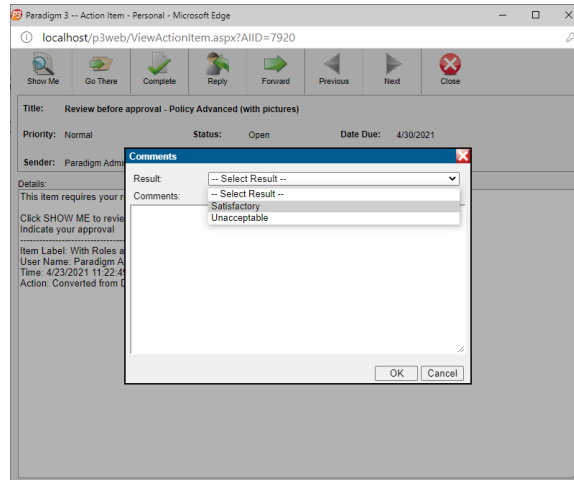 Paradigm 3 -- Action Item - Personal - Microsoft Edge
localhost/p3web/ViewActionItem.aspx?AIID=7920
Show Me Go There Complete Reply Forward Previous Next Close
Title: Review before approval - Policy Advanced (with pictures)
Priority: Normal Status: Open Date Due: 4/30/2021
Sender: Paradigm Admi
Comments
Details:
Result: -- Select Result --
This item requires your r
Comments: -- Select Result --
Satisfactory
Click SHOW ME to revie
Unacceptable
Indicate your approval
Item Label: With Roles a
User Name: Paradigm A
Time: 4/23/2021 11:22:49
Action: Converted from D
OK Cancel